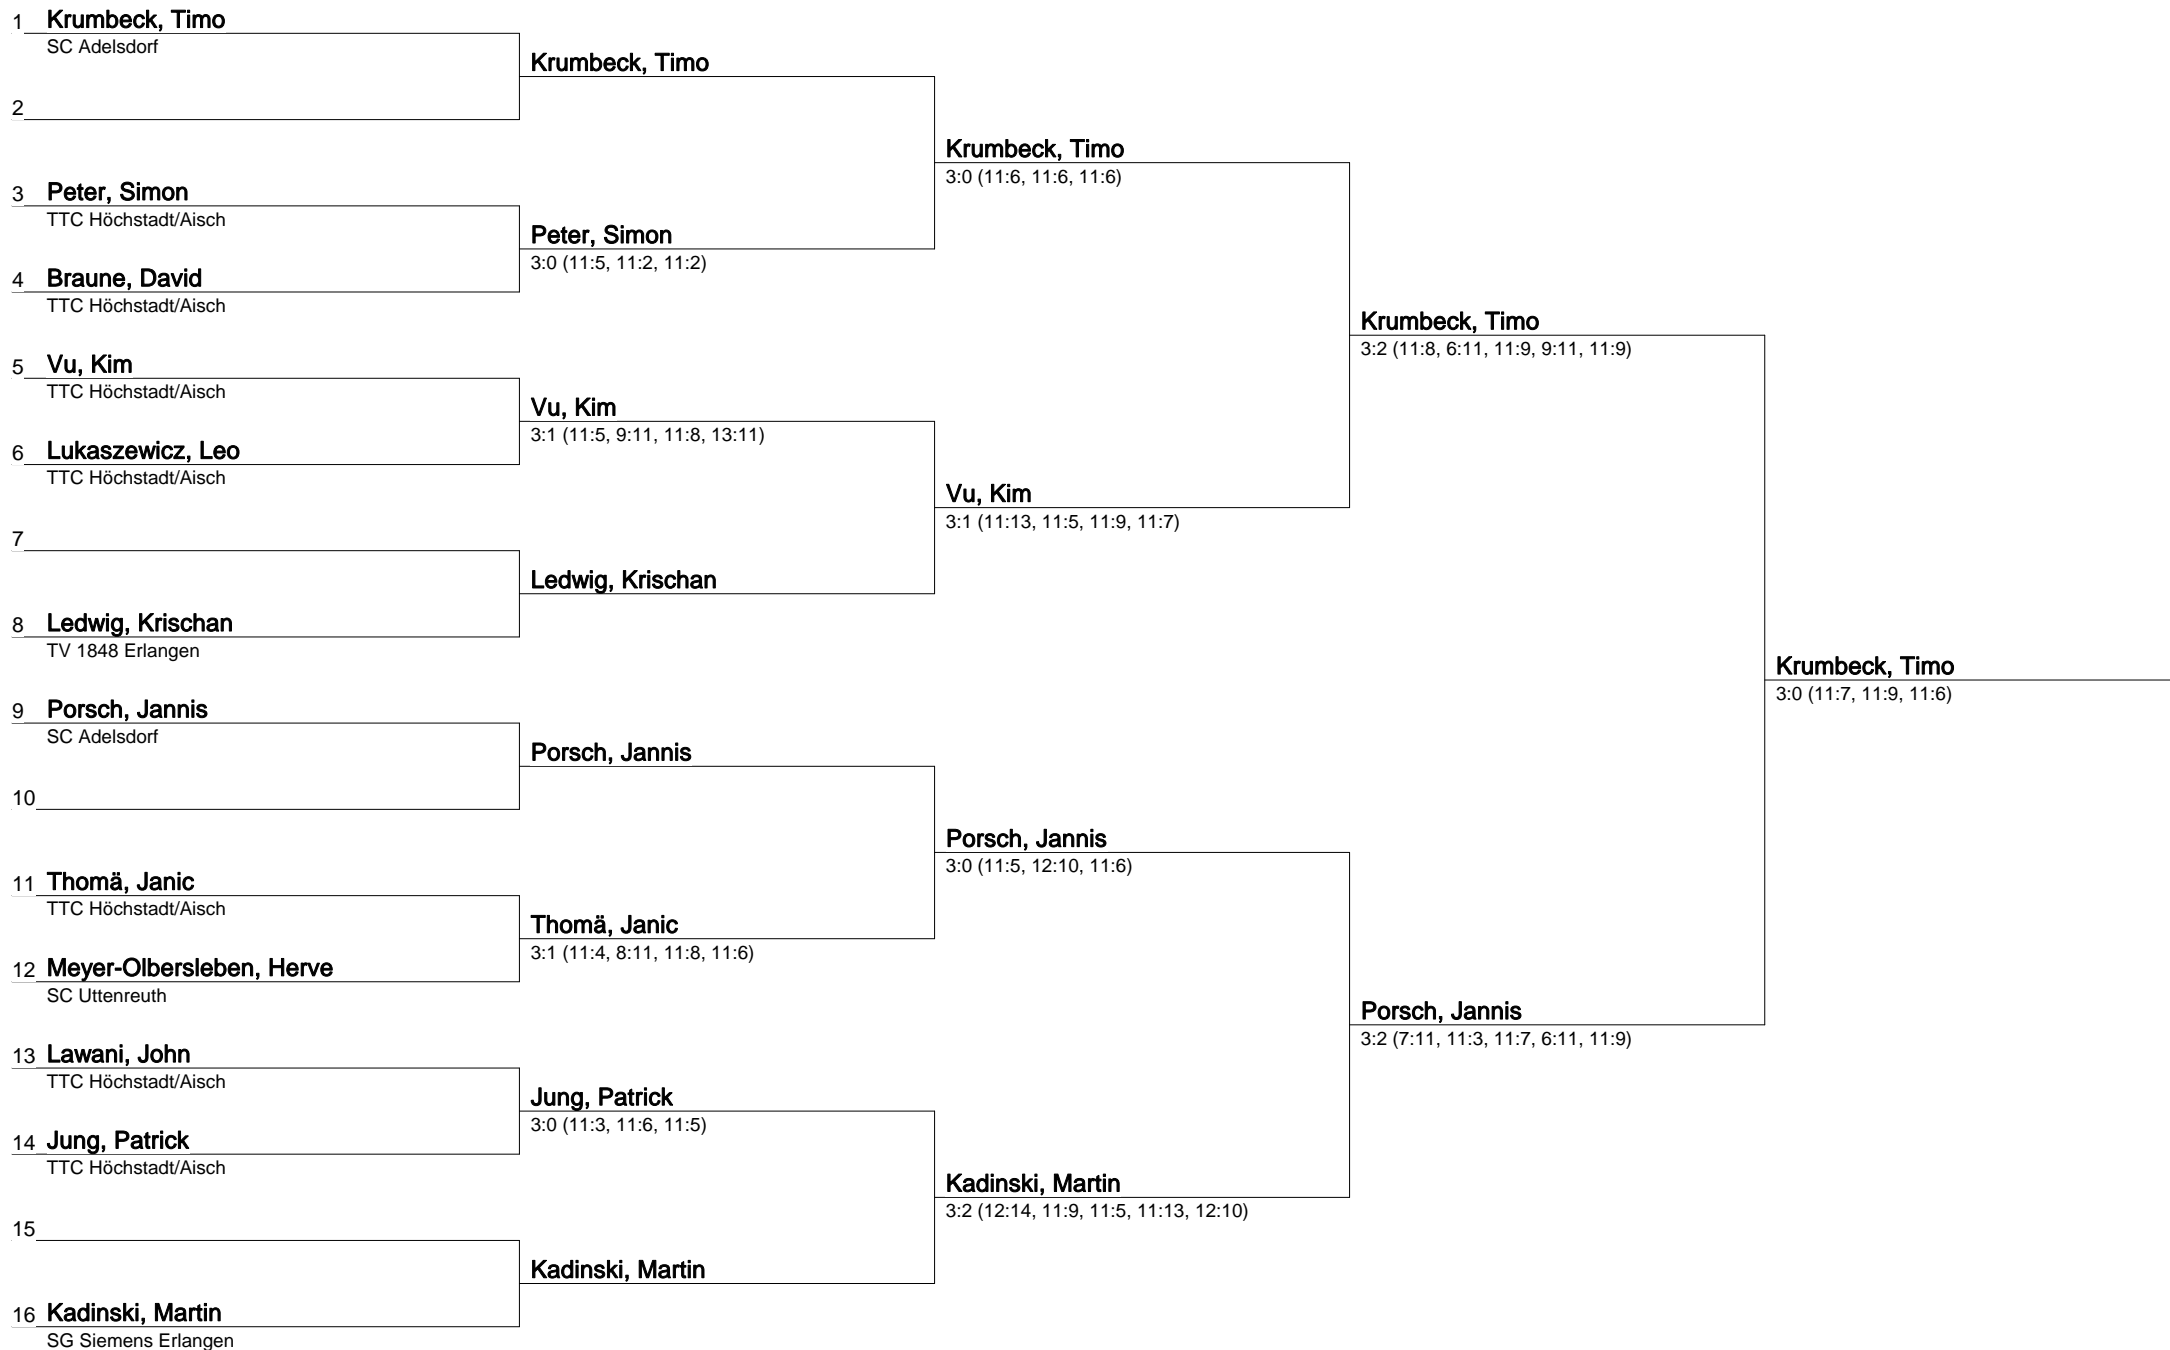 1 Krumbeck, Timo
SC Adelsdorf
Krumbeck, Timo
2
Krumbeck, Timo
3:0 (11:6, 11:6, 11:6)
3 Peter, Simon
TTC Höchstadt/Aisch
Peter, Simon
3:0 (11:5, 11:2, 11:2)
4 Braune, David
TTC Höchstadt/Aisch
Krumbeck, Timo
3:2 (11:8, 6:11, 11:9, 9:11, 11:9)
5 Vu, Kim
TTC Höchstadt/Aisch
Vu, Kim
3:1 (11:5, 9:11, 11:8, 13:11)
6 Lukaszewicz, Leo
TTC Höchstadt/Aisch
Vu, Kim
3:1 (11:13, 11:5, 11:9, 11:7)
7
Ledwig, Krischan
8 Ledwig, Krischan
TV 1848 Erlangen
Krumbeck, Timo
3:0 (11:7, 11:9, 11:6)
9 Porsch, Jannis
SC Adelsdorf
Porsch, Jannis
10
Porsch, Jannis
3:0 (11:5, 12:10, 11:6)
11 Thomä, Janic
TTC Höchstadt/Aisch
Thomä, Janic
3:1 (11:4, 8:11, 11:8, 11:6)
12 Meyer-Olbersleben, Herve
SC Uttenreuth
Porsch, Jannis
3:2 (7:11, 11:3, 11:7, 6:11, 11:9)
13 Lawani, John
TTC Höchstadt/Aisch
Jung, Patrick
3:0 (11:3, 11:6, 11:5)
14 Jung, Patrick
TTC Höchstadt/Aisch
Kadinski, Martin
3:2 (12:14, 11:9, 11:5, 11:13, 12:10)
15
Kadinski, Martin
16 Kadinski, Martin
SG Siemens Erlangen